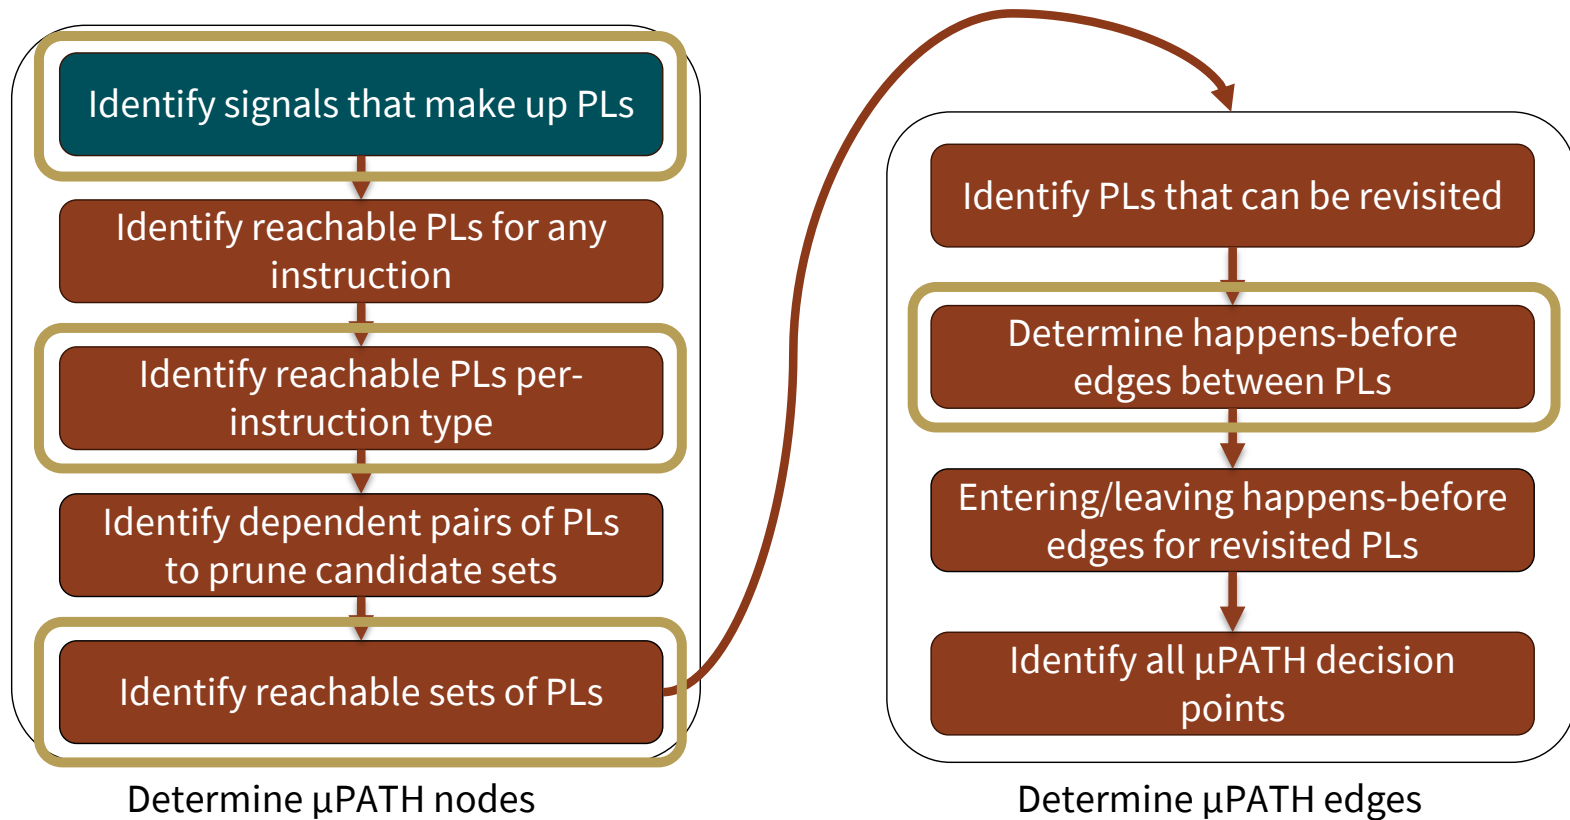 Identify signals that make up PLs
Identify reachable PLs for any
instruction
Identify reachable PLs per-
instruction type
Identify dependent pairs of PLs
to prune candidate sets
Identify reachable sets of PLs
Determine μPATH nodes
Identify PLs that can be revisited
Determine happens-before
edges between PLs
Entering/leaving happens-before
edges for revisited PLs
Identify all μPATH decision
points
Determine μPATH edges